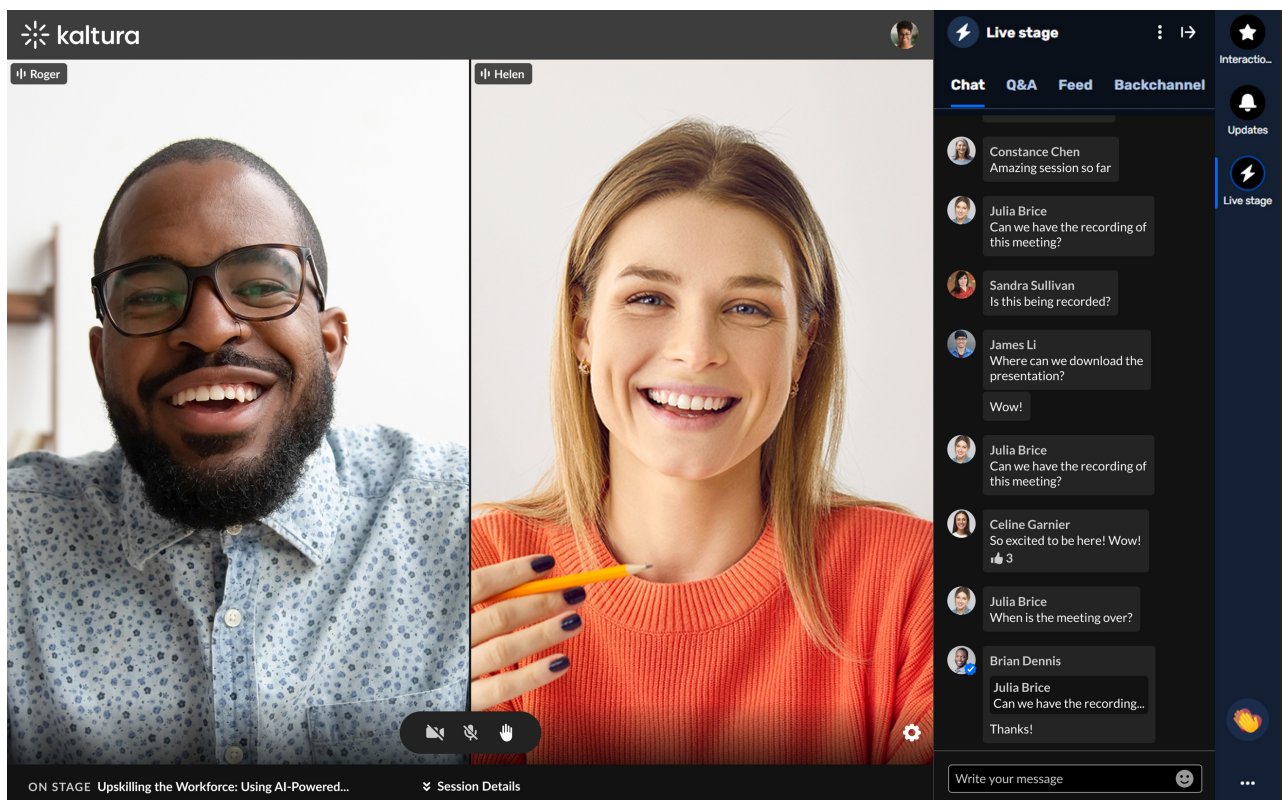 kaltura
Roger
Helen
ON STAGE Upskilling the Workforce: Using AI-Powered...
Session Details
Live stage
Chat Q&A Feed Backchannel
Constance Chen
Amazing session so far
Julia Brice
Can we have the recording of
this meeting?
Sandra Sullivan
Is this being recorded?
James Li
Where can we download the
presentation?
Wow!
Julia Brice
Can we have the recording of
this meeting?
Celine Garnier
So excited to be here! Wow!
3
Julia Brice
When is the meeting over?
Brian Dennis
Julia Brice
Can we have the recording...
Thanks!
Write your message
Interactio...
Updates
Live stage